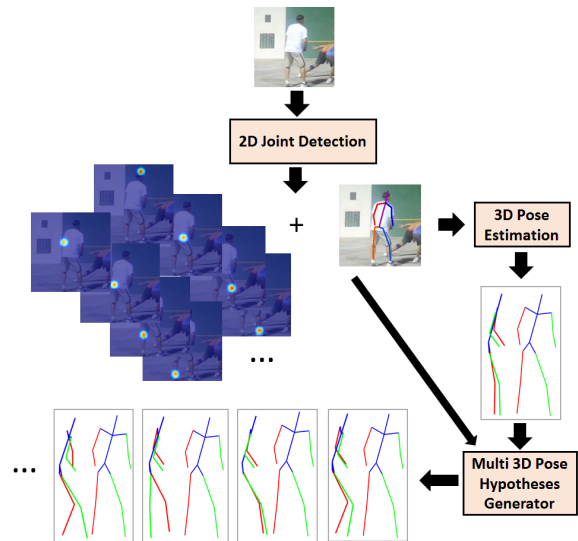 2D Joint Detection
+
3D Pose
Estimation
...
...
Multi 3D Pose
Hypotheses
Generator